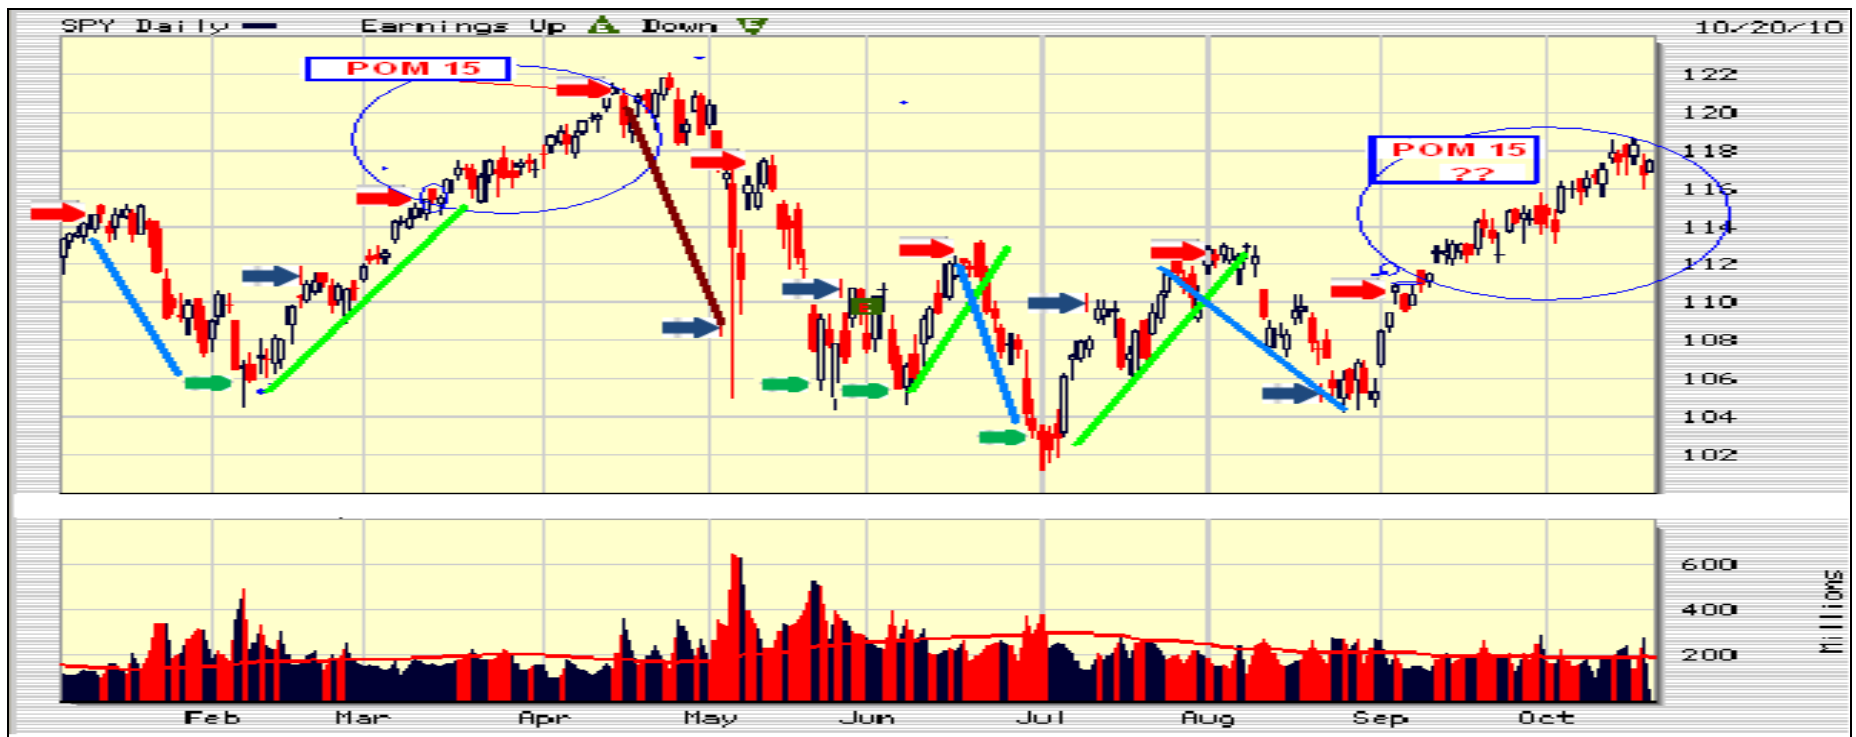 SPY Daily Earnings Up E Down E 10/20/10
POM 15
122
120
POM 15
??
118
116
114
112
110
E
108
106
104
102
600
400
200
Millions
Feb Mar Apr May Jun Jul Aug Sep Oct